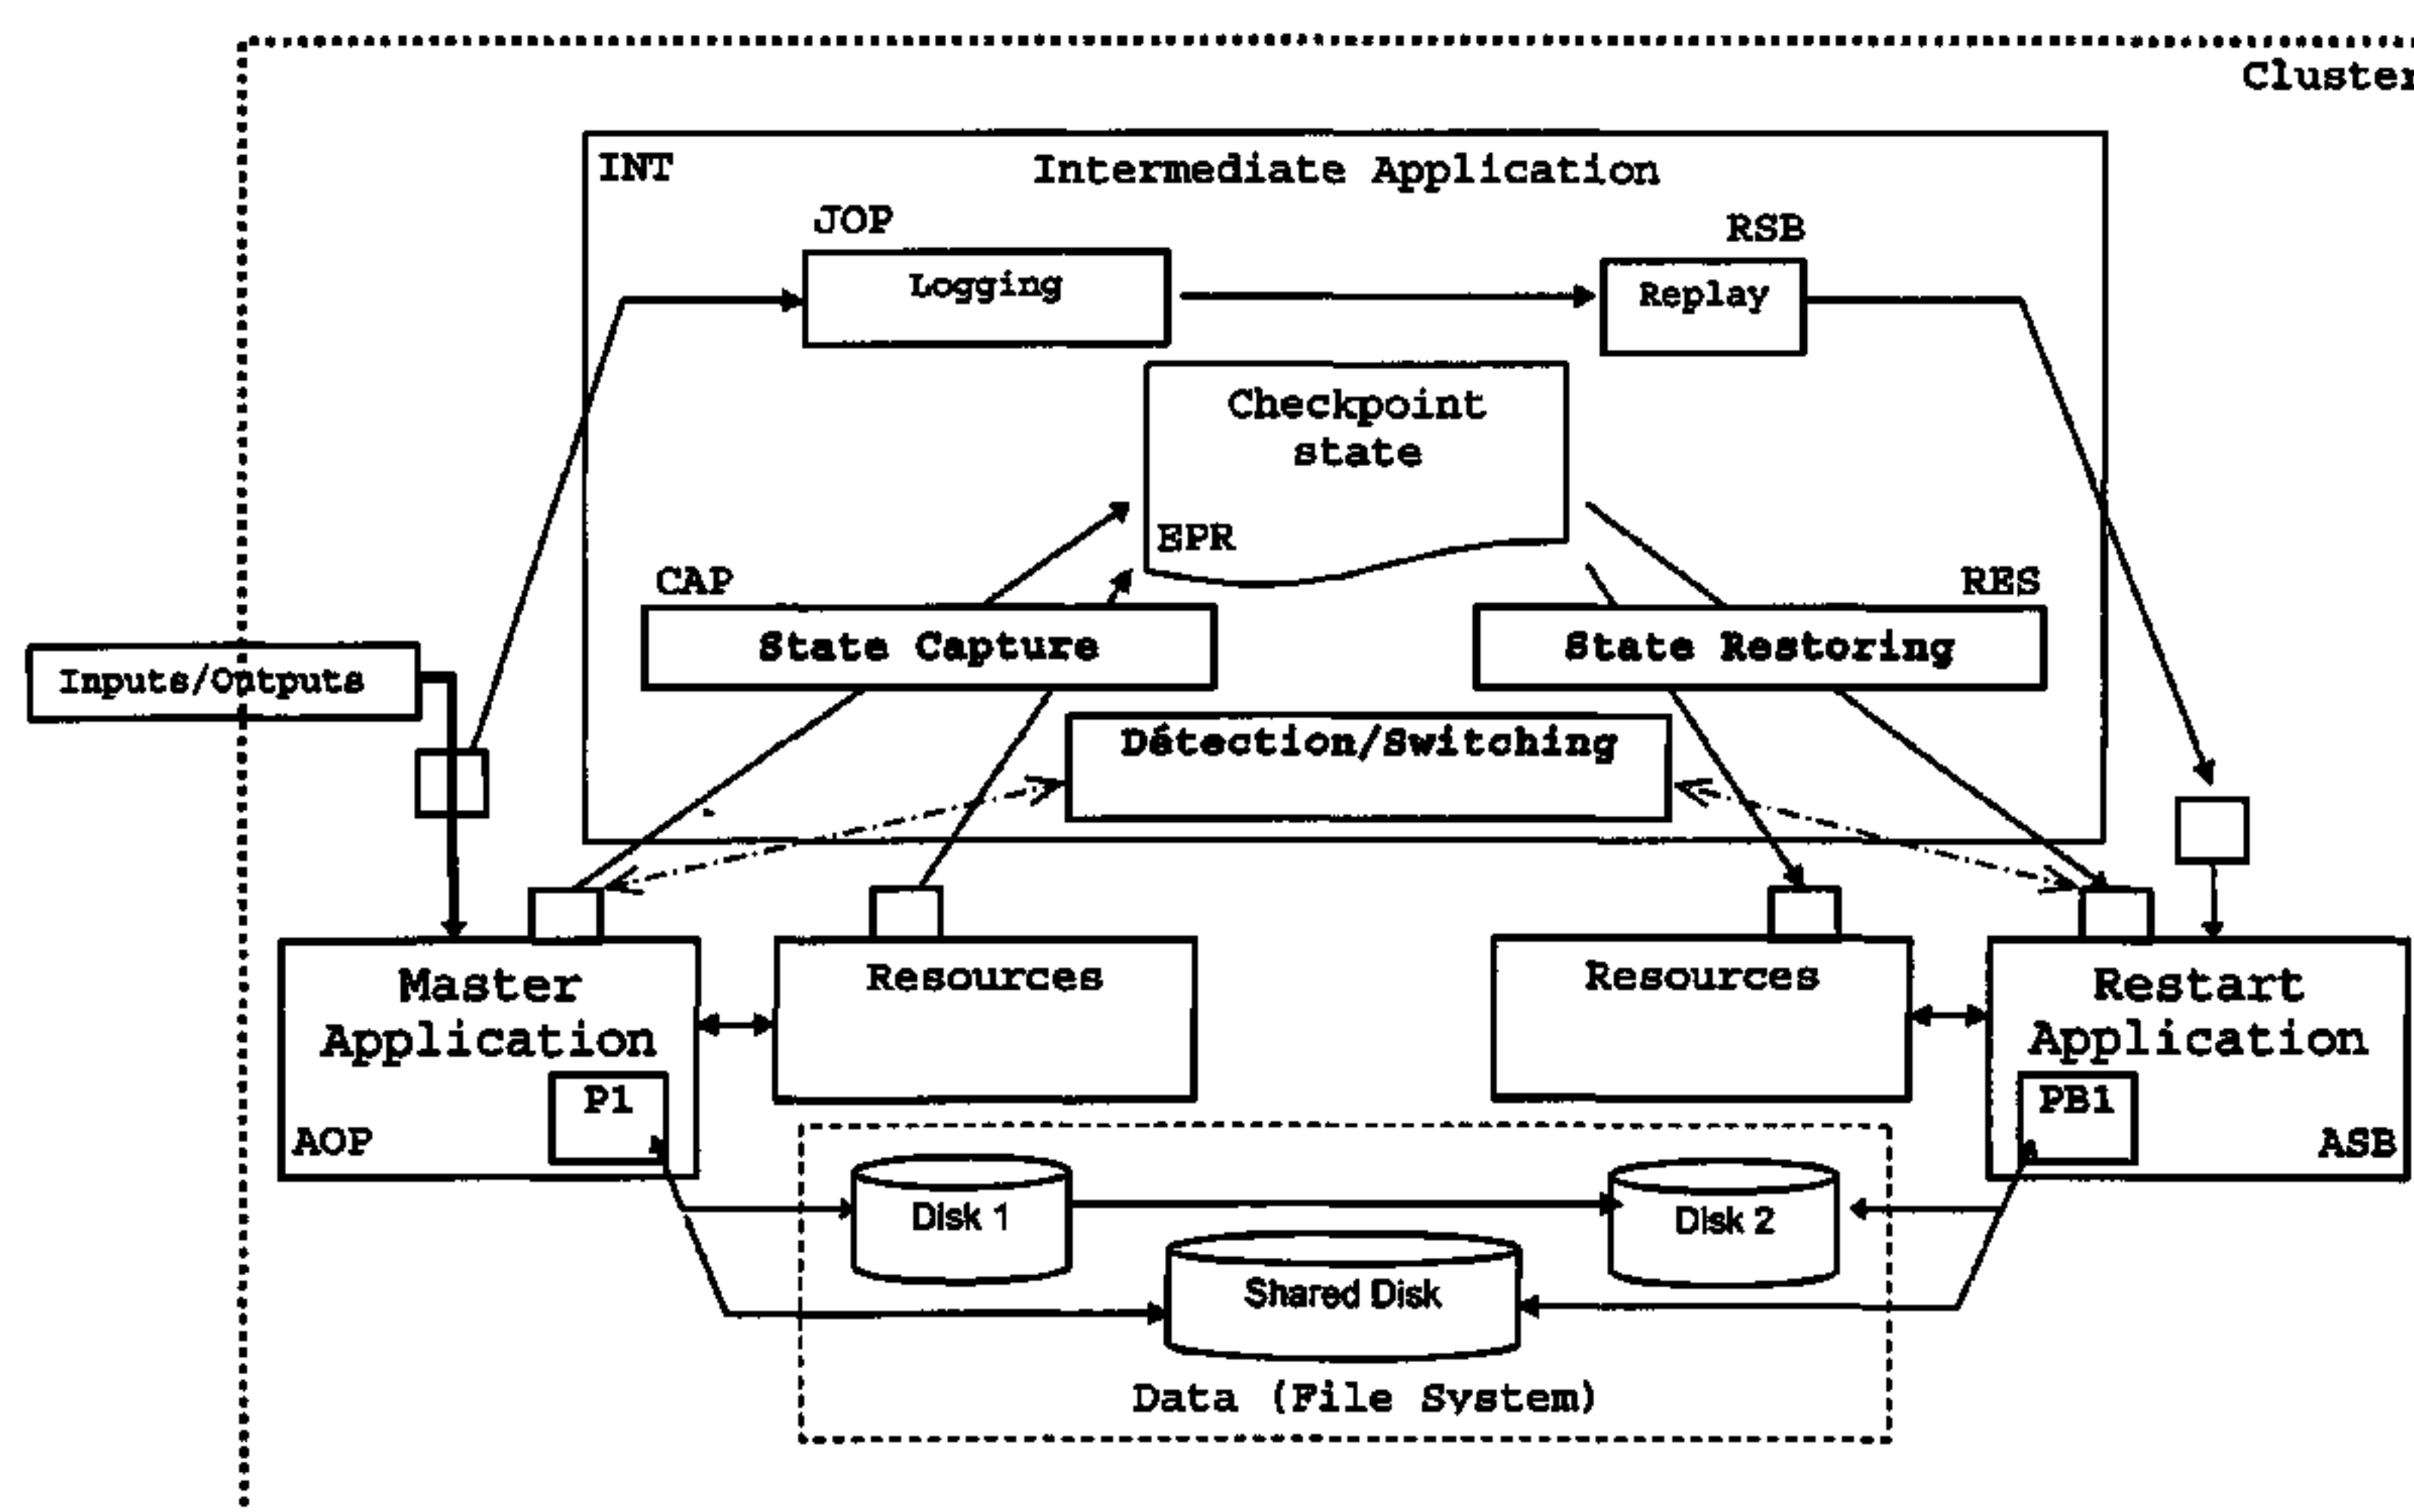 Cluster
INT
Intermediate Application
JOP
RSB
Logging
Replay
Checkpoint
state
EPR
CAP
RES
State Capture
State Restoring
Inputs/Outputs
Détection/Switching
Master
Application
Resources
Resources
Restart
Application
P1
PB1
AOP
ASB
Disk 1
Disk 2
Shared Disk
Data (File System)